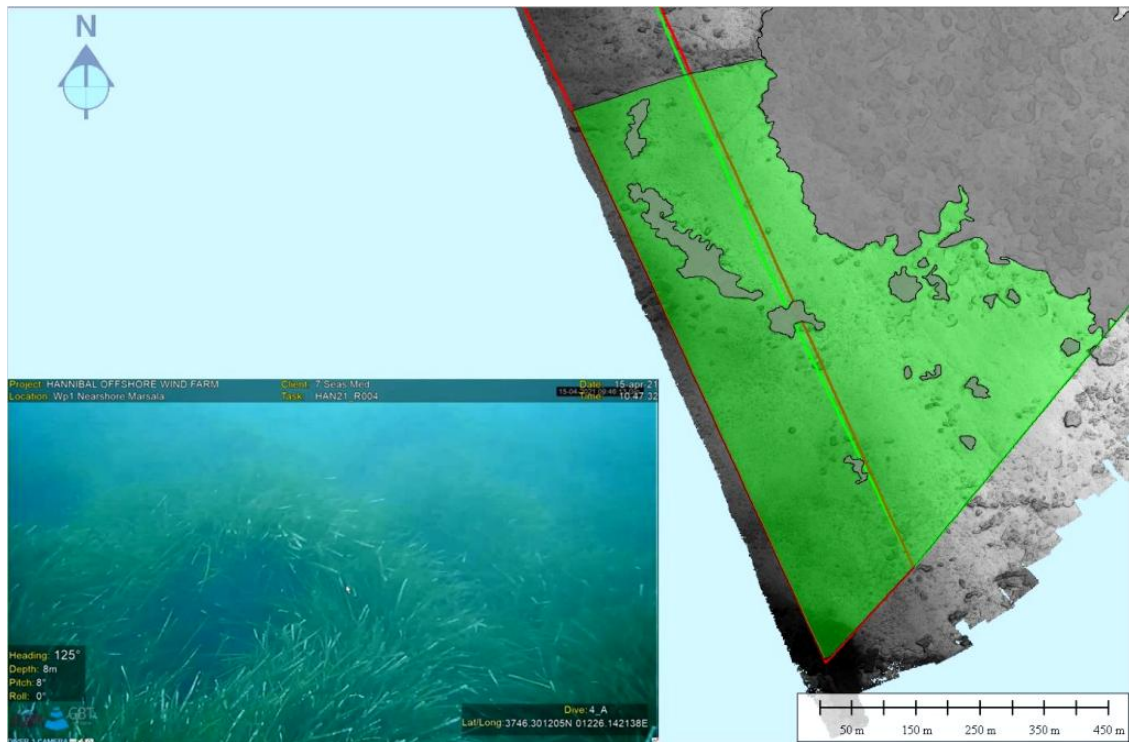 N
Project: HANNIBAL OFFSHORE WIND FARM Client: 7 Seas Med Date: 15-apr 21
Location: Wp1 Nearshore Marsala Task: HAN21_R004 Time: 10:47:32
Heading: 125°
Depth: 8m
Pitch: 8°
Roll: 0°
GBT
Dive: 4_A
Lat/Long: 3746.301205N 01226.142138E
50 m 150 m 250 m 350 m 450 m